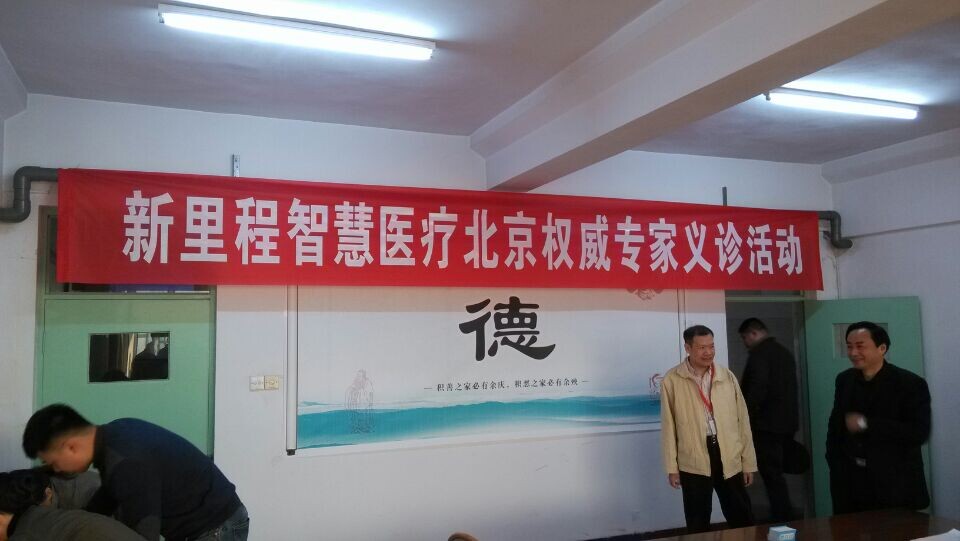 新里程智慧医疗北京权威专家义诊活动
德
— 积善之家必有余庆，积恶之家必有余殃 —